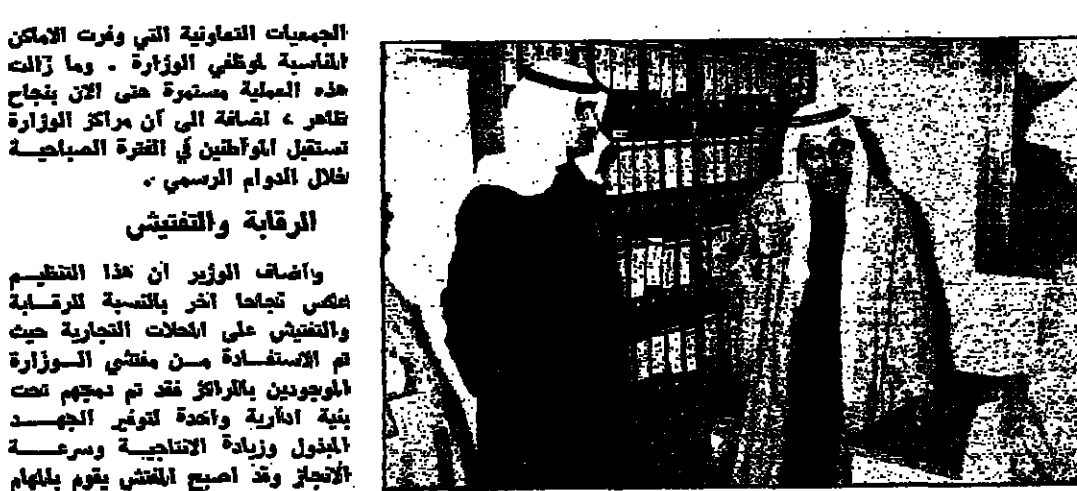 الجمعيات التعاونية التي وفرت الاماكن
المناسبة لموظفي الوزارة . وما زالت
هذه العملية مستمرة حتى الان بنجاح
ظاهر ، اضافة الى أن مراكز الوزارة
تستقبل المواطنين في الفترة الصباحية
خلال الدوام الرسمي .
الرقابة والتفتيش
وأضاف الوزير أن هذا التنظيم
عكس نجاحا آخر بالنسبة للرقابة
والتفتيش على المحلات التجارية حيث
تم الاستفادة من مفتشي الوزارة
الموجودين بالمراكز فقد تم دمجهم تحت
بنية ادارية واحدة لتوفير الجهد
المبذول وزيادة الانتاجية وسرعة
الانجاز وقد اصبح المفتش يقوم بالمهام